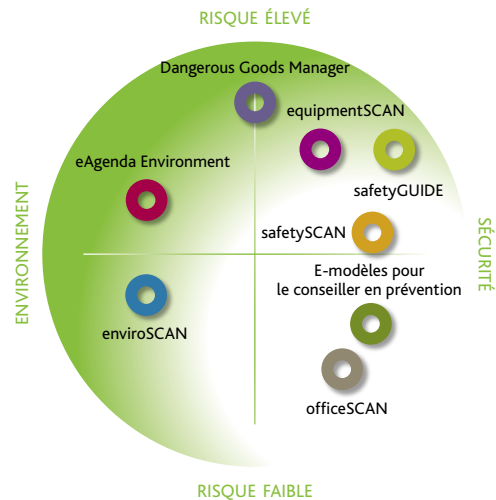 RISQUE ÉLEVÉ
Dangerous Goods Manager
equipmentSCAN
eAgenda Environment
safetyGUIDE
ENVIRONNEMENT
SÉCURITÉ
safetySCAN
E-modèles pour
le conseiller en prévention
enviroSCAN
officeSCAN
RISQUE FAIBLE